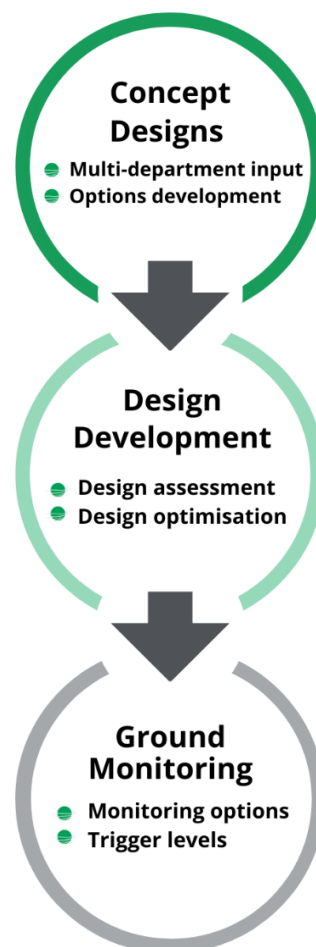 Concept
Designs
Multi-department input
Options development
Design
Development
Design assessment
Design optimisation
Ground
Monitoring
Monitoring options
Trigger levels